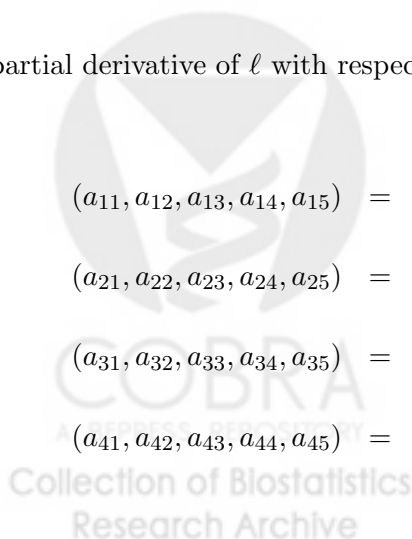 partial derivative of ℓ with respec
(a₁₁, a₁₂, a₁₃, a₁₄, a₁₅) =
(a₂₁, a₂₂, a₂₃, a₂₄, a₂₅) =
(a₃₁, a₃₂, a₃₃, a₃₄, a₃₅) =
COBRA
A BEPRESS REPOSITORY
(a₄₁, a₄₂, a₄₃, a₄₄, a₄₅) =
Collection of Biostatistics
Research Archive